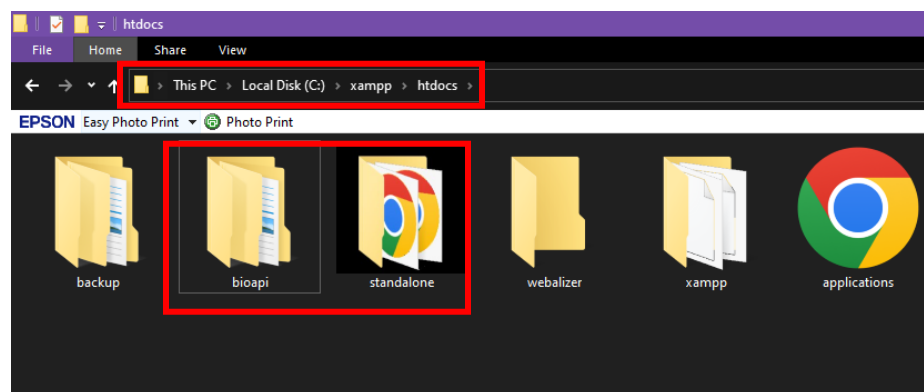 htdocs
File Home Share View
This PC > Local Disk (C:) > xampp > htdocs >
EPSON Easy Photo Print Photo Print
backup bioapi standalone webalizer xampp applications